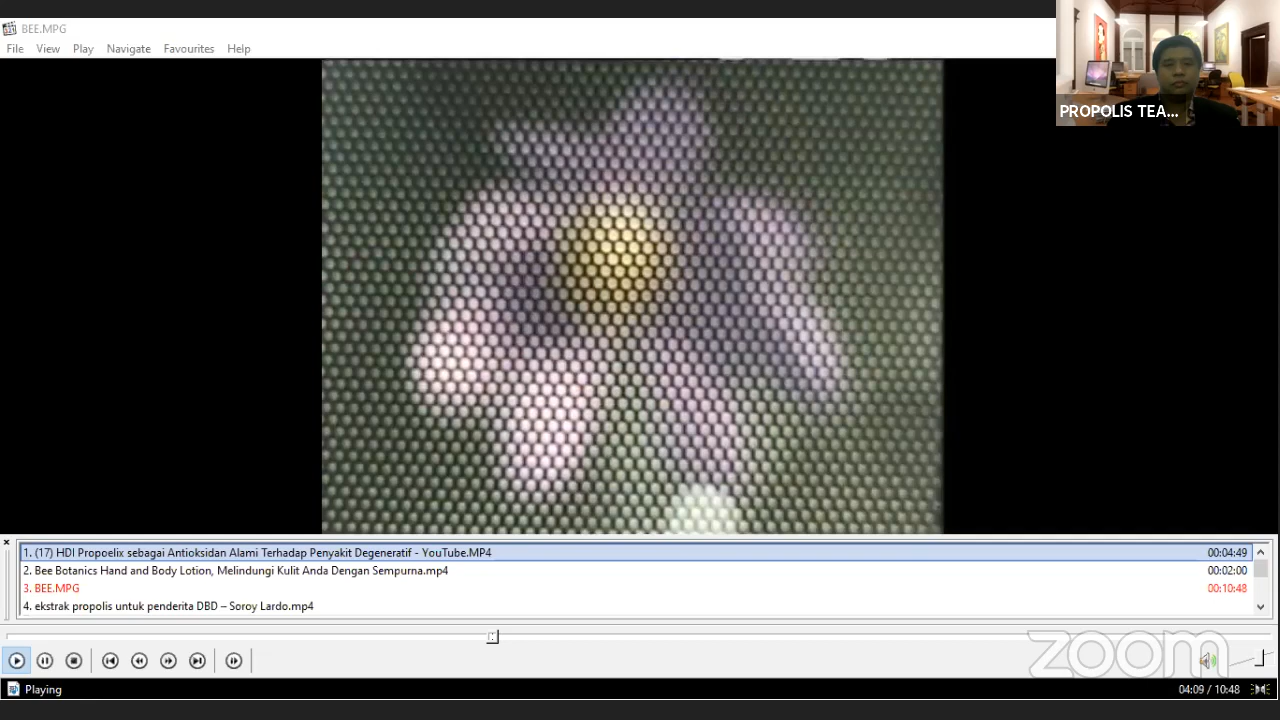 BEE.MPG
File View Play Navigate Favourites Help
PROPOLIS TEA...
1. (17) HDI Propoelix sebagai Antioksidan Alami Terhadap Penyakit Degeneratif - YouTube.MP4 00:04:49
2. Bee Botanics Hand and Body Lotion, Melindungi Kulit Anda Dengan Sempurna.mp4 00:02:00
3. BEE.MPG 00:10:48
4. ekstrak propolis untuk penderita DBD – Soroy Lardo.mp4
zoom
Playing 04:09 / 10:48